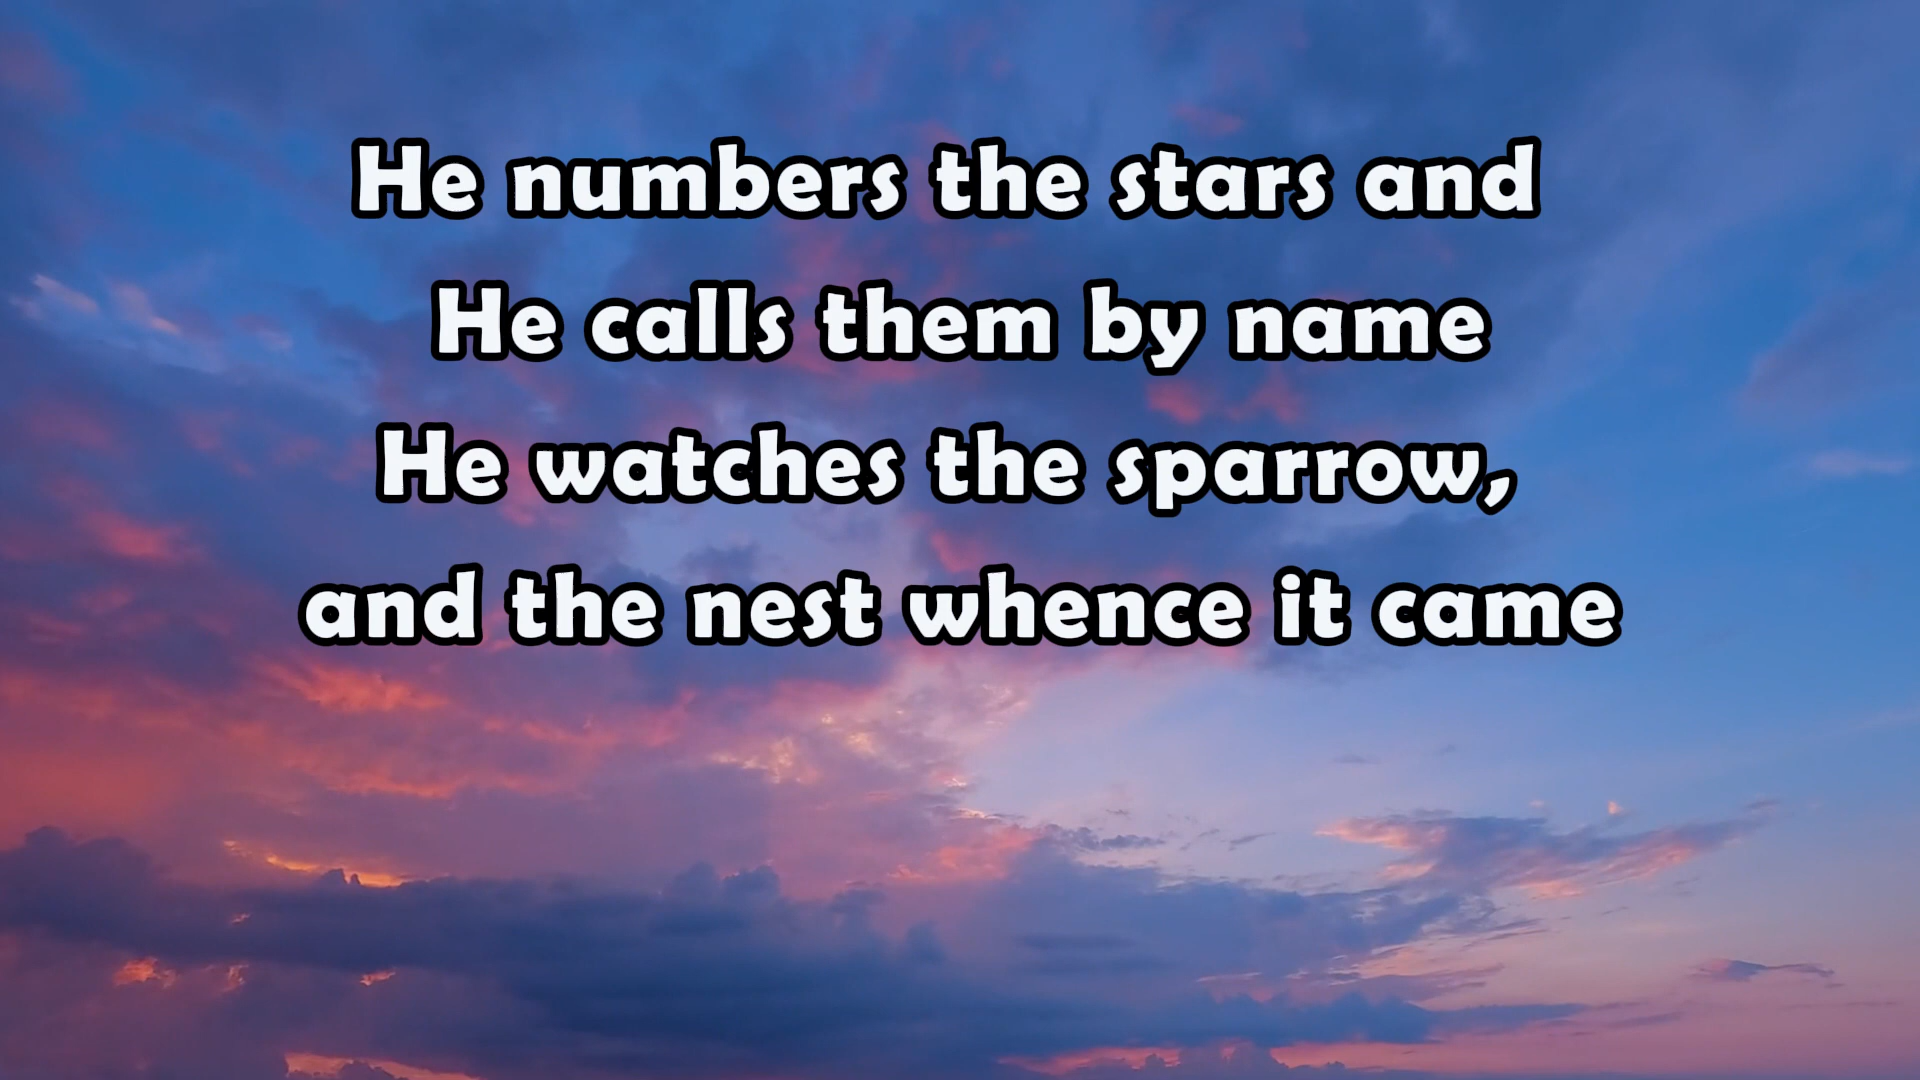 He numbers the stars and
He calls them by name
He watches the sparrow,
and the nest whence it came